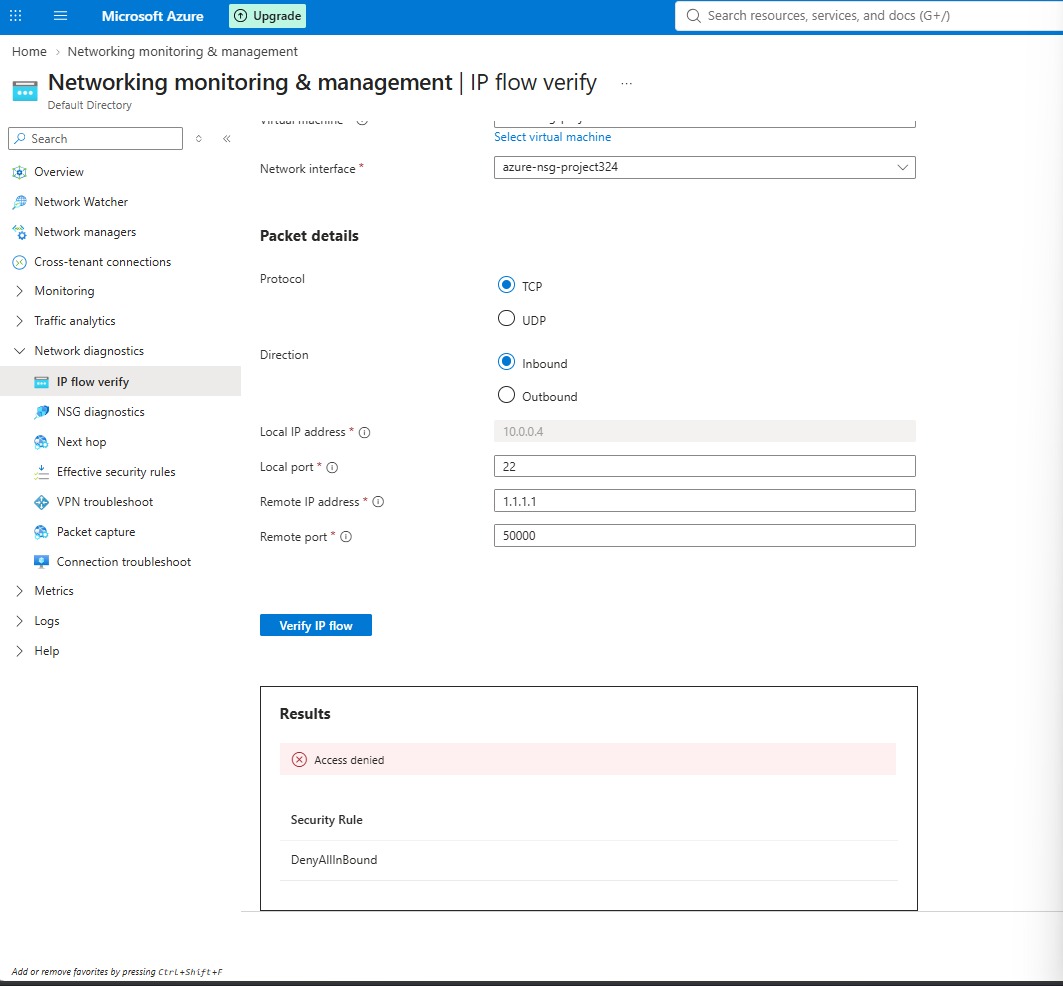 Microsoft Azure
Upgrade
Search resources, services, and docs (G+/)
Home > Networking monitoring & management
Networking monitoring & management | IP flow verify ...
Default Directory
Search
Overview
Network Watcher
Network managers
Cross-tenant connections
Monitoring
Traffic analytics
Network diagnostics
IP flow verify
NSG diagnostics
Next hop
Effective security rules
VPN troubleshoot
Packet capture
Connection troubleshoot
Metrics
Logs
Help
Virtual machine
Select virtual machine
Network interface * azure-nsg-project324
Packet details
Protocol
TCP
UDP
Direction
Inbound
Outbound
Local IP address * 10.0.0.4
Local port * 22
Remote IP address * 1.1.1.1
Remote port * 50000
Verify IP flow
Results
Access denied
Security Rule
DenyAllInBound
Add or remove favorites by pressing Ctrl+Shift+F